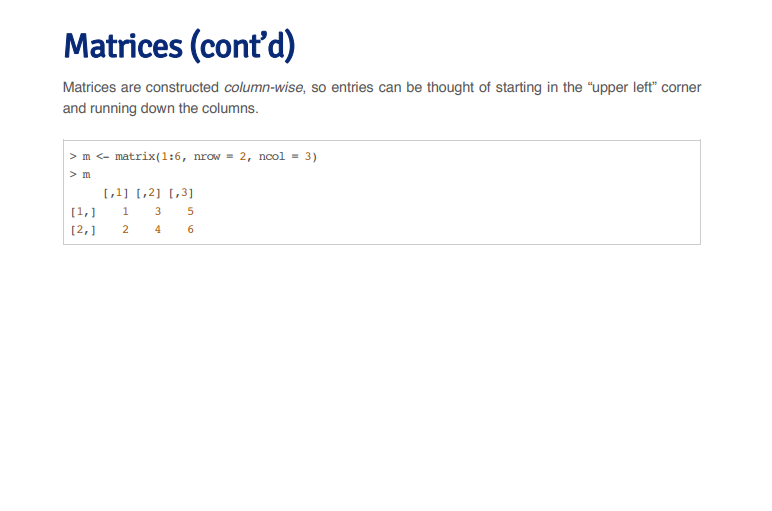 Matrices (cont’d)
Matrices are constructed column-wise, so entries can be thought of starting in the “upper left” corner
and running down the columns.
> m <- matrix(1:6, nrow = 2, ncol = 3)
> m
     [,1] [,2] [,3]
[1,]    1    3    5
[2,]    2    4    6